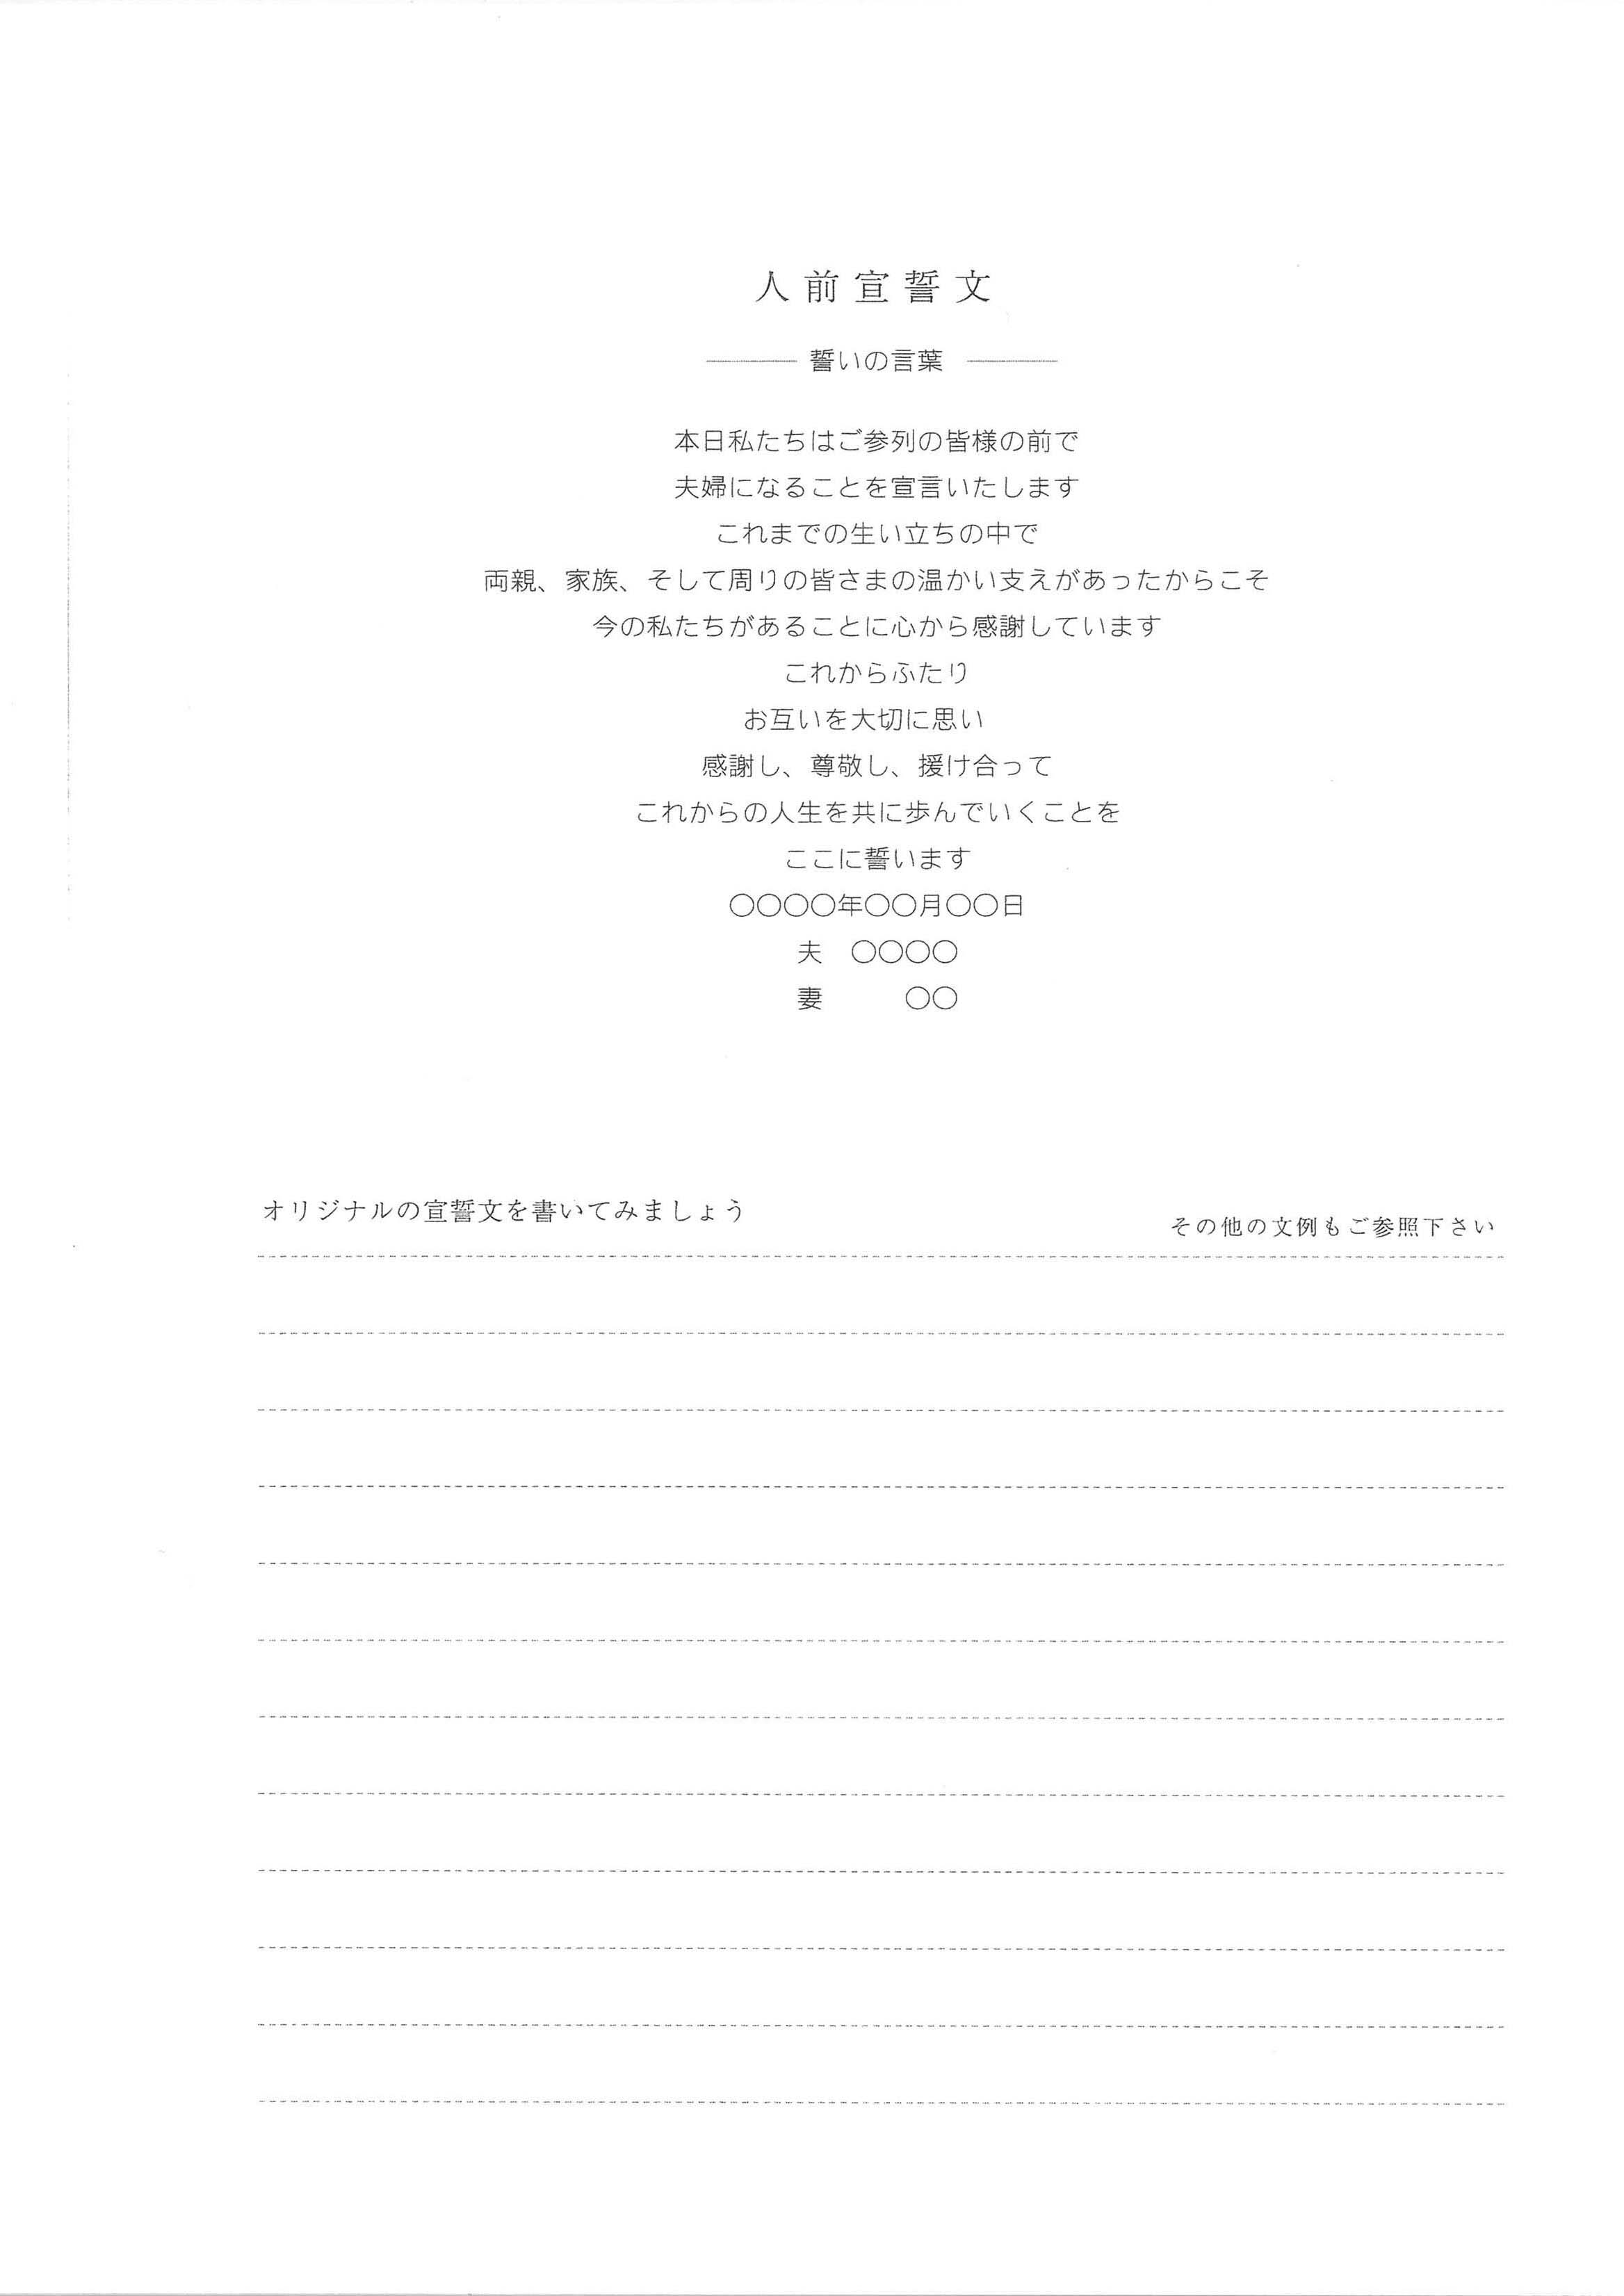 人前宣誓文
誓いの言葉
本日私たちはご参列の皆様の前で
夫婦になることを宣言いたします
これまでの生い立ちの中で
両親、家族、そして周りの皆さまの温かい支えがあったからこそ
今の私たちがあることに心から感謝しています
これからふたり
お互いを大切に思い
感謝し、尊敬し、援け合って
これからの人生を共に歩んでいくことを
ここに誓います
〇〇〇〇年〇〇月〇〇日
夫　〇〇〇〇
妻　　　〇〇
オリジナルの宣誓文を書いてみましょう
その他の文例もご参照下さい